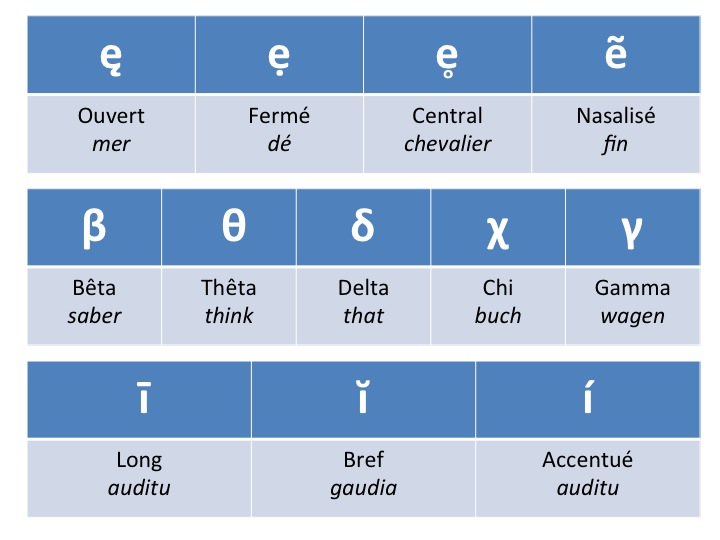 ę ẹ e̥ ẽ
Ouvert Fermé Central Nasalisé
mer dé chevalier fin
β θ δ χ γ
Bêta Thêta Delta Chi Gamma
saber think that buch wagen
ī ĭ í
Long Bref Accentué
auditu gaudia auditu